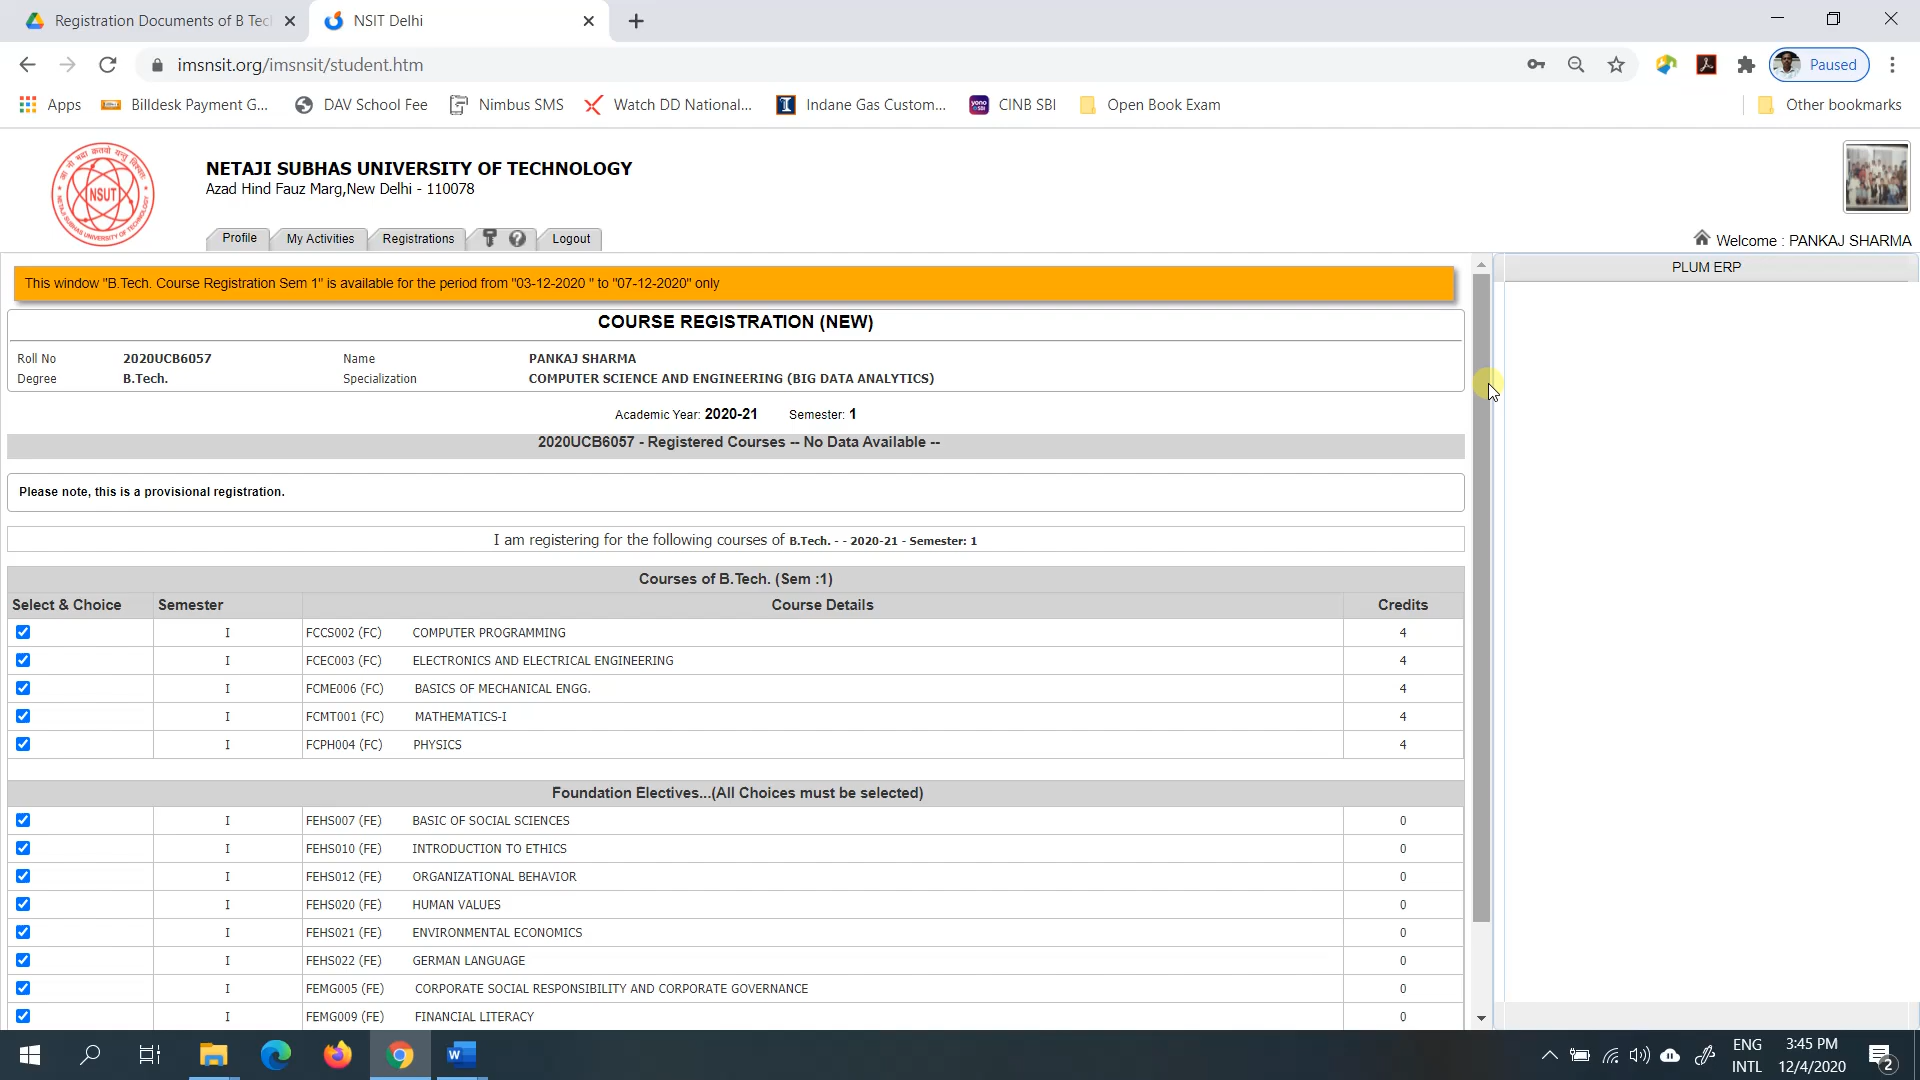 Registration Documents of B Tec
NSIT Delhi
imsnsit.org/imsnsit/student.htm
Paused
Apps
Billdesk Payment G...
DAV School Fee
Nimbus SMS
Watch DD National...
Indane Gas Custom...
CINB SBI
Open Book Exam
Other bookmarks
NSUT
NETAJI SUBHAS UNIVERSITY OF TECHNOLOGY
Azad Hind Fauz Marg,New Delhi - 110078
Profile
My Activities
Registrations
Logout
Welcome : PANKAJ SHARMA
This window "B.Tech. Course Registration Sem 1" is available for the period from "03-12-2020 " to "07-12-2020" only
PLUM ERP
COURSE REGISTRATION (NEW)
Roll No 2020UCB6057 Name PANKAJ SHARMA
Degree B.Tech. Specialization COMPUTER SCIENCE AND ENGINEERING (BIG DATA ANALYTICS)
Academic Year: 2020-21 Semester: 1
2020UCB6057 - Registered Courses -- No Data Available --
Please note, this is a provisional registration.
I am registering for the following courses of B.Tech. - - 2020-21 - Semester: 1
Courses of B.Tech. (Sem :1)
Select & Choice Semester Course Details Credits
I FCCS002 (FC) COMPUTER PROGRAMMING 4
I FCEC003 (FC) ELECTRONICS AND ELECTRICAL ENGINEERING 4
I FCME006 (FC) BASICS OF MECHANICAL ENGG. 4
I FCMT001 (FC) MATHEMATICS-I 4
I FCPH004 (FC) PHYSICS 4
Foundation Electives...(All Choices must be selected)
I FEHS007 (FE) BASIC OF SOCIAL SCIENCES 0
I FEHS010 (FE) INTRODUCTION TO ETHICS 0
I FEHS012 (FE) ORGANIZATIONAL BEHAVIOR 0
I FEHS020 (FE) HUMAN VALUES 0
I FEHS021 (FE) ENVIRONMENTAL ECONOMICS 0
I FEHS022 (FE) GERMAN LANGUAGE 0
I FEMG005 (FE) CORPORATE SOCIAL RESPONSIBILITY AND CORPORATE GOVERNANCE 0
I FEMG009 (FE) FINANCIAL LITERACY 0
ENG 3:45 PM
INTL 12/4/2020
2